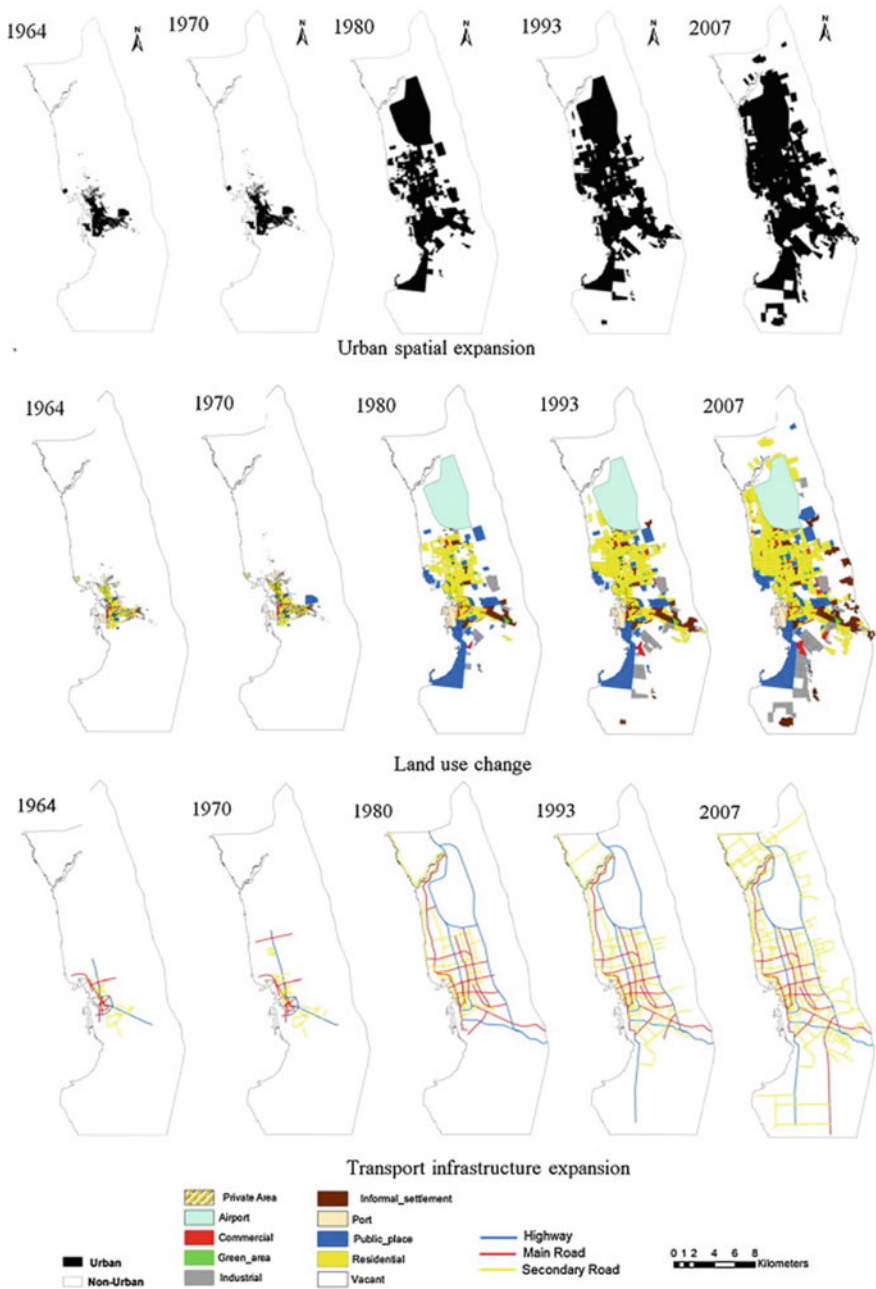 1964 1970 1980 1993 2007
N N N N N
Urban spatial expansion
1964 1970 1980 1993 2007
Land use change
1964 1970 1980 1993 2007
Transport infrastructure expansion
Private Area
Airport
Commercial
Green_area
Industrial
Informal_settlement
Port
Public_place
Residential
Vacant
Urban
Non-Urban
Highway
Main Road
Secondary Road
0 1 2 4 6 8
Kilometers